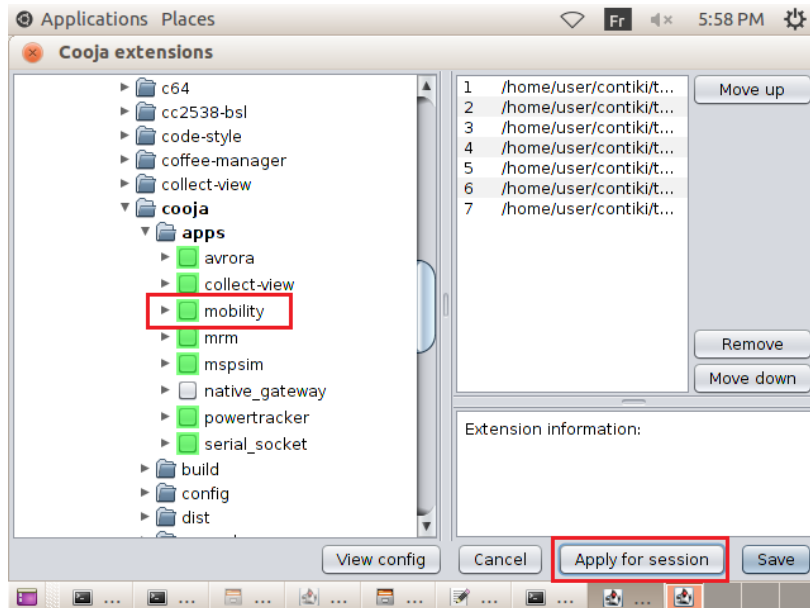 Applications Places Fr 5:58 PM
Cooja extensions
c64
cc2538-bsl
code-style
coffee-manager
collect-view
cooja
apps
avrora
collect-view
mobility
mrm
mspsim
native_gateway
powertracker
serial_socket
build
config
dist
1 /home/user/contiki/t...
2 /home/user/contiki/t...
3 /home/user/contiki/t...
4 /home/user/contiki/t...
5 /home/user/contiki/t...
6 /home/user/contiki/t...
7 /home/user/contiki/t...
Move up
Remove
Move down
Extension information:
View config
Cancel
Apply for session
Save
... ... ... ... ... ... ... ...